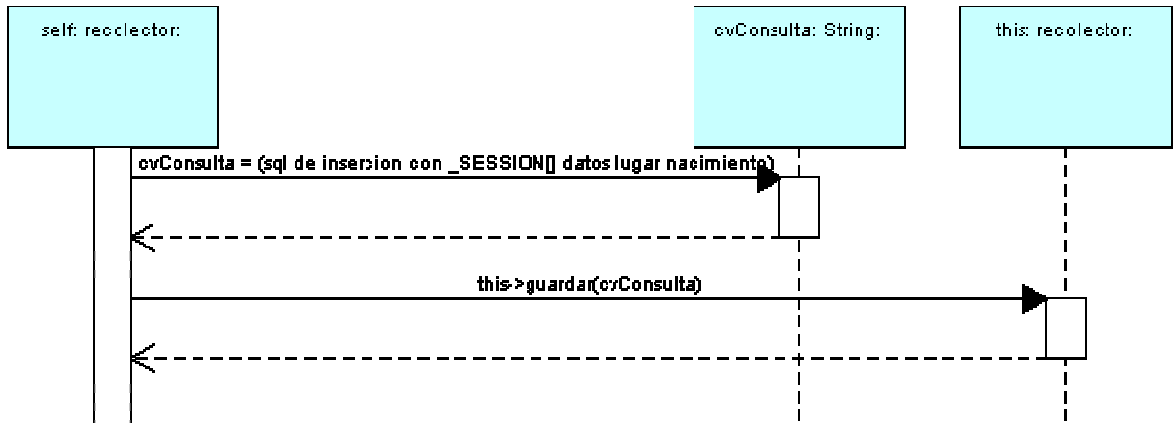 self: recolector:
cvConsulta: String:
this: recolector:
cvConsulta = (sql de insercion con _SESSION[] datos lugar nacimiento)
this->guardar(cvConsulta)